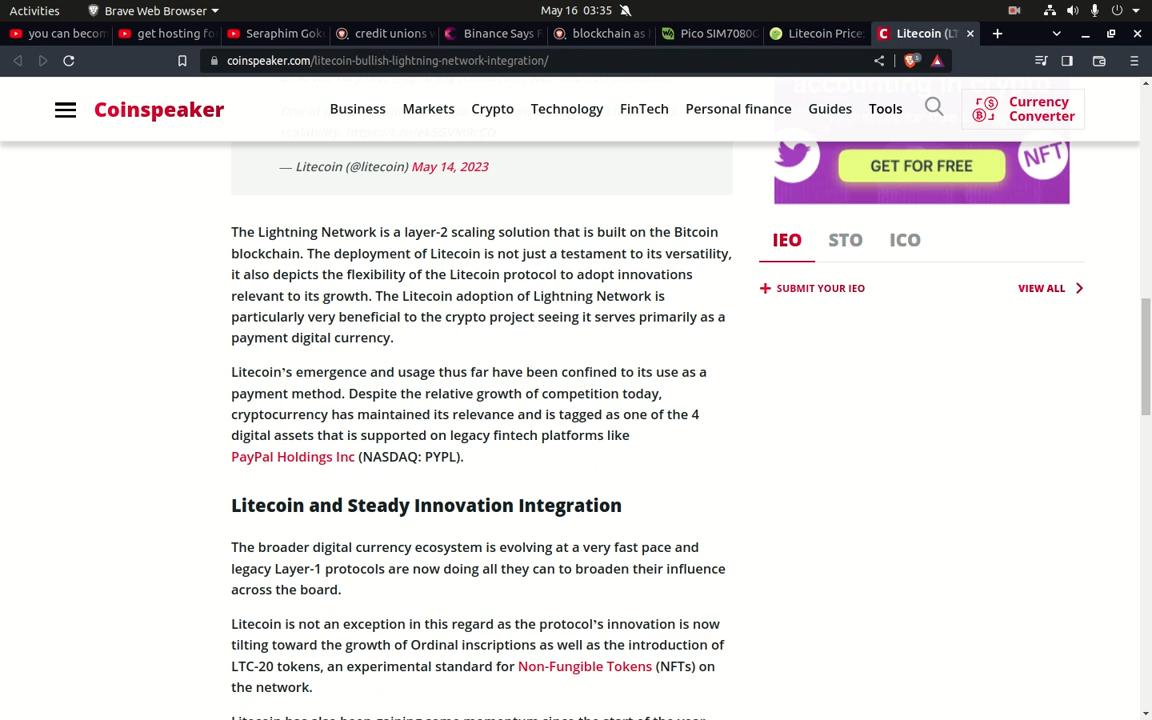 Activities
Brave Web Browser
May 16 03:35
you can becom
get hosting fo
Seraphim Gok
credit unions w
Binance Says F
blockchain as
Pico SIM7080G
Litecoin Price
Litecoin (LT
coinspeaker.com/litecoin-bullish-lightning-network-integration/
Coinspeaker
Business
Markets
Crypto
Technology
FinTech
Personal finance
Guides
Tools
Currency
Converter
— Litecoin (@litecoin) May 14, 2023
GET FOR FREE
NFT
The Lightning Network is a layer-2 scaling solution that is built on the Bitcoin
blockchain. The deployment of Litecoin is not just a testament to its versatility,
it also depicts the flexibility of the Litecoin protocol to adopt innovations
relevant to its growth. The Litecoin adoption of Lightning Network is
particularly very beneficial to the crypto project seeing it serves primarily as a
payment digital currency.
IEO
STO
ICO
SUBMIT YOUR IEO
VIEW ALL
Litecoin’s emergence and usage thus far have been confined to its use as a
payment method. Despite the relative growth of competition today,
cryptocurrency has maintained its relevance and is tagged as one of the 4
digital assets that is supported on legacy fintech platforms like
PayPal Holdings Inc (NASDAQ: PYPL).
Litecoin and Steady Innovation Integration
The broader digital currency ecosystem is evolving at a very fast pace and
legacy Layer-1 protocols are now doing all they can to broaden their influence
across the board.
Litecoin is not an exception in this regard as the protocol’s innovation is now
tilting toward the growth of Ordinal inscriptions as well as the introduction of
LTC-20 tokens, an experimental standard for Non-Fungible Tokens (NFTs) on
the network.
Litecoin has also been gaining some momentum since the start of the year